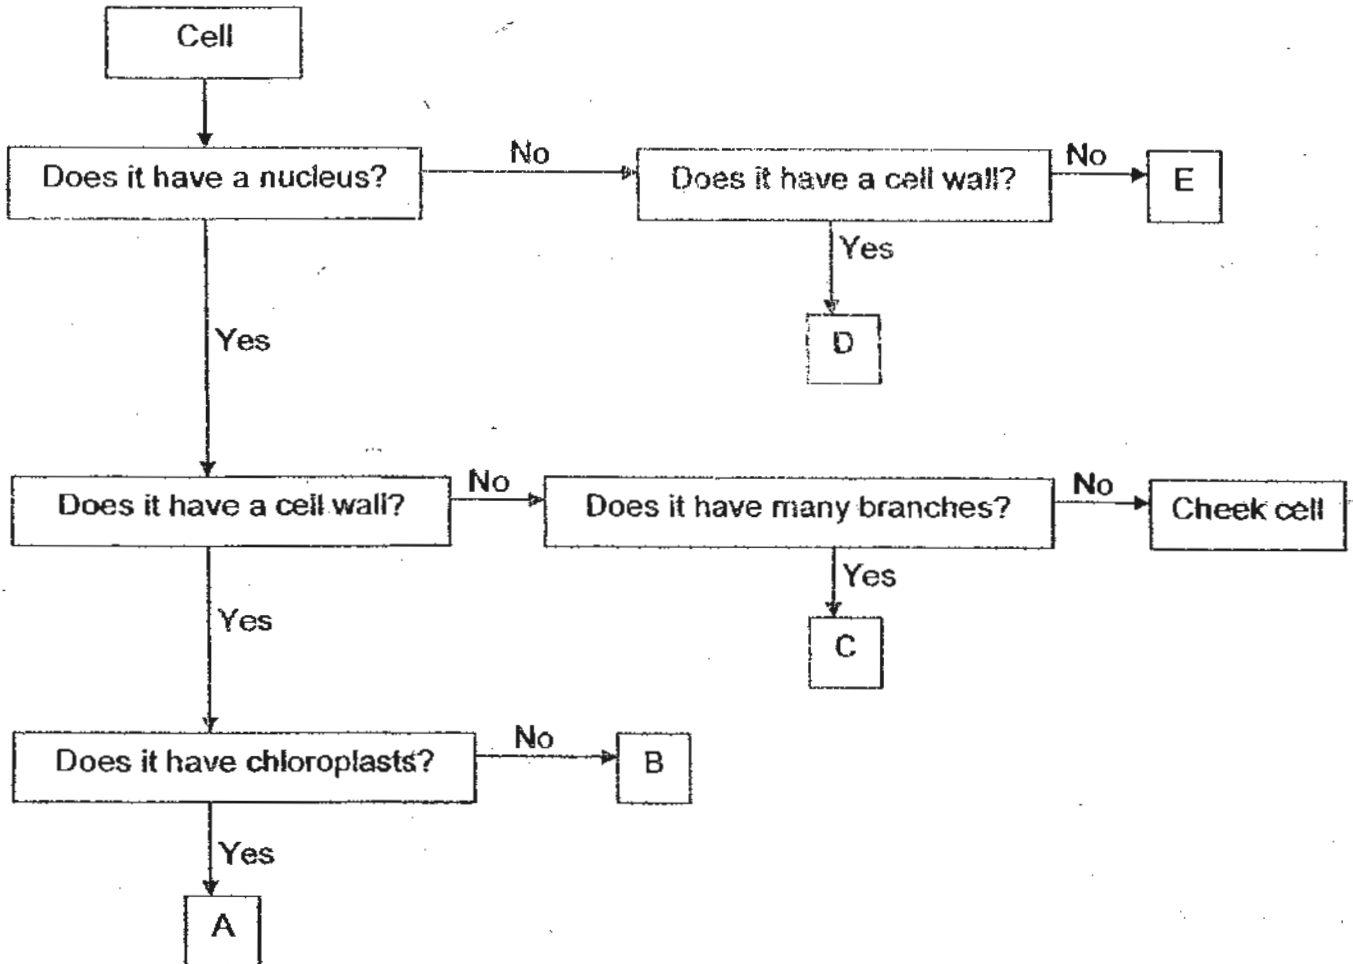 Cell
Does it have a nucleus?
No
Does it have a cell wall?
No
E
Yes
D
Yes
Does it have a cell wall?
No
Does it have many branches?
No
Cheek cell
Yes
C
Yes
Does it have chloroplasts?
No
B
Yes
A